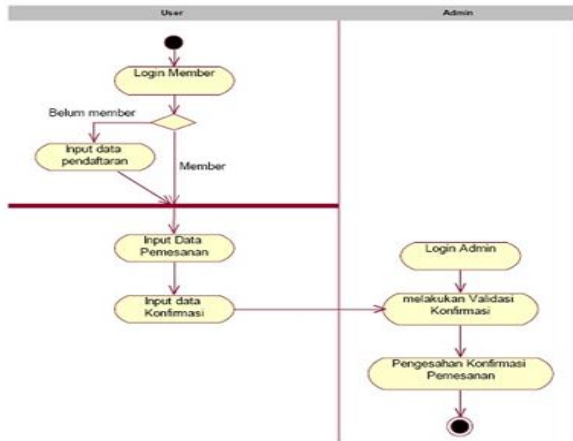 User
Admin
Login Member
Belum member
Input data
pendaftaran
Member
Input Data
Pemesanan
Login Admin
Input data
Konfirmasi
melakukan Validasi
Konfirmasi
Pengesahan Konfirmasi
Pemesanan